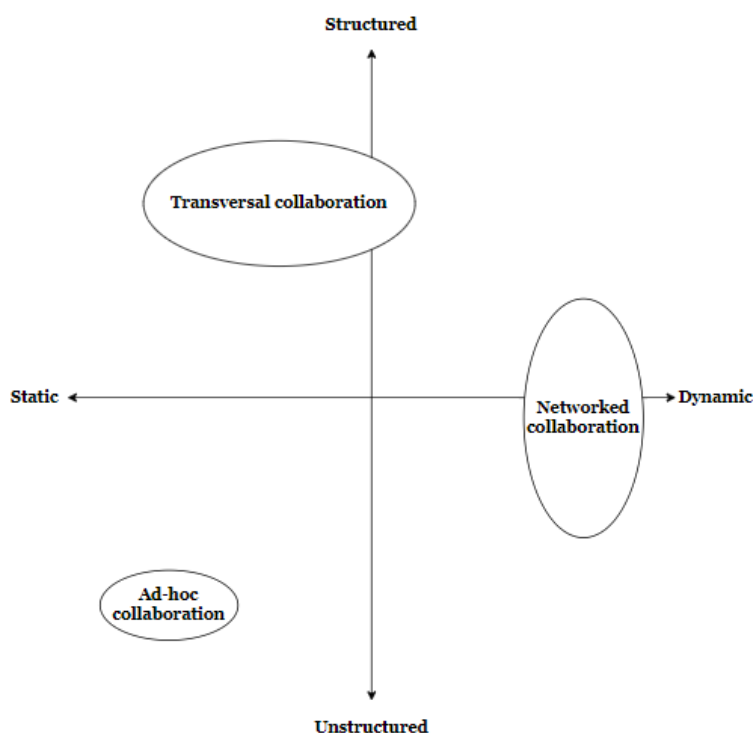 Structured
Transversal collaboration
Static
Dynamic
Networked
collaboration
Ad-hoc
collaboration
Unstructured